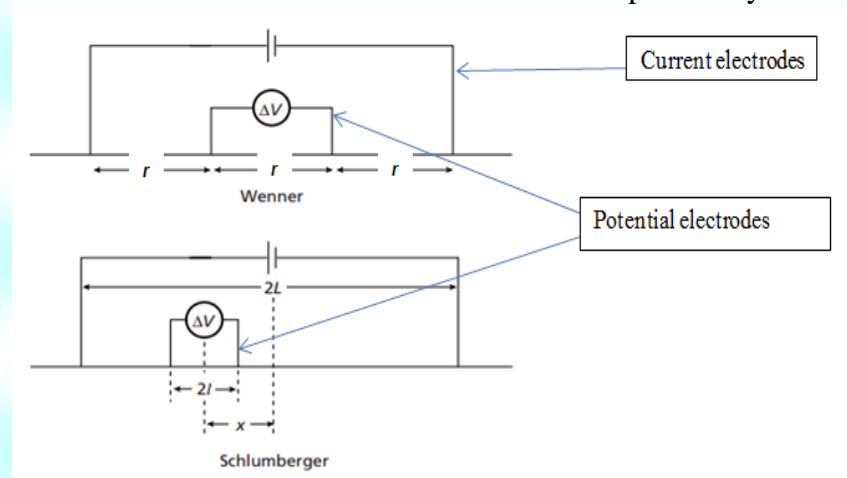 Current electrodes
ΔV
r r r
Wenner
Potential electrodes
2L
ΔV
2l
x
Schlumberger